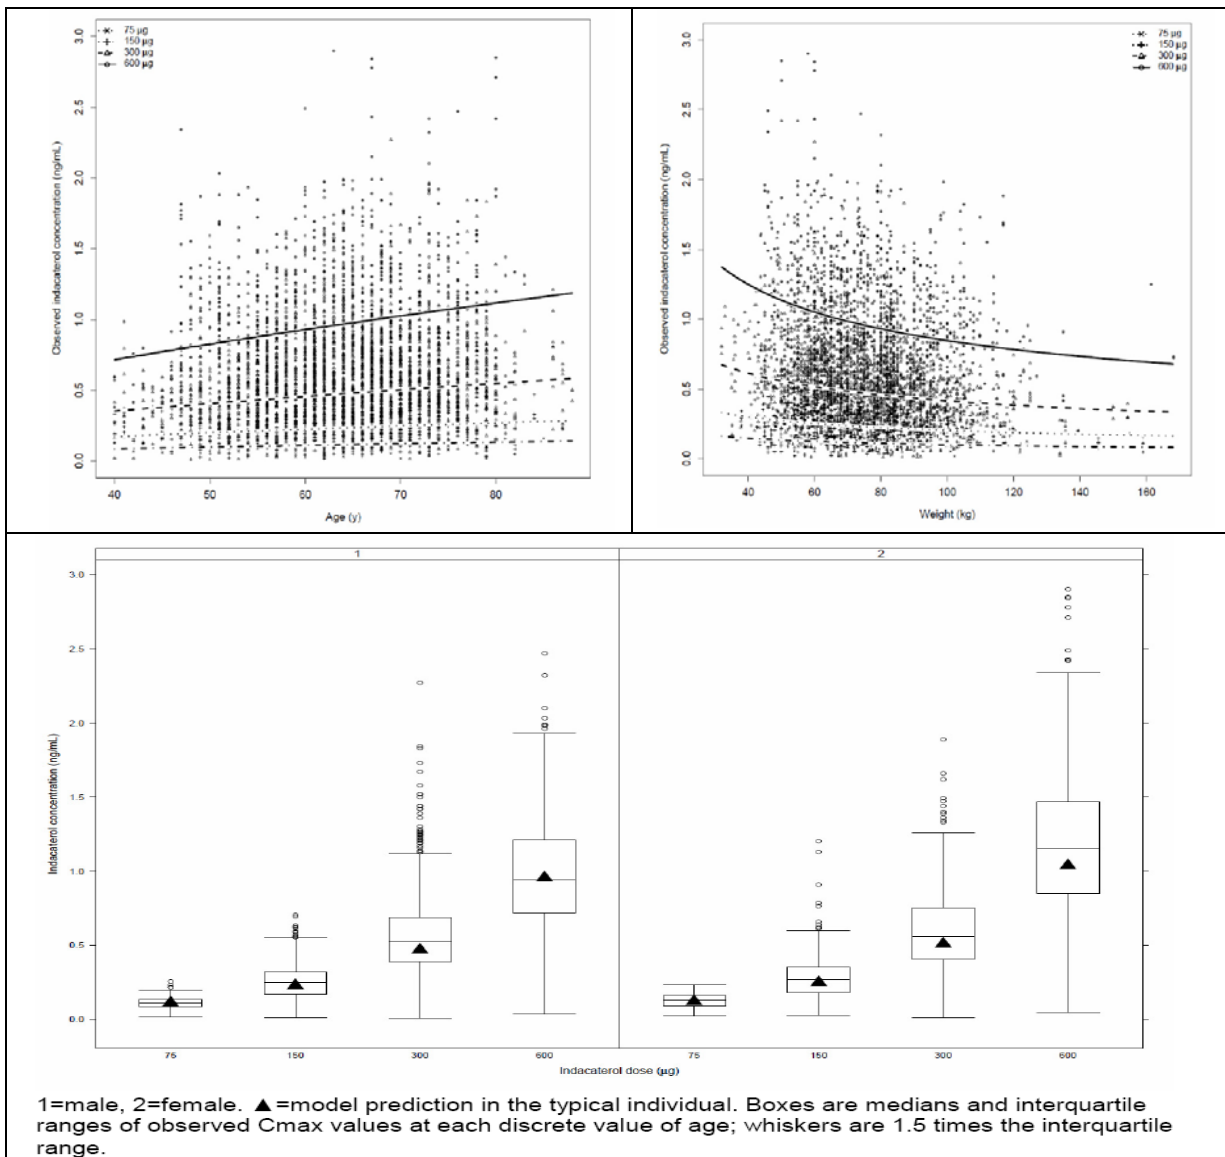 3.0
2.5
2.0
1.5
1.0
0.5
0.0
Observed indacaterol concentration (ng/mL)
75 µg
150 µg
300 µg
600 µg
40 50 60 70 80
Age (y)
3.0
2.5
2.0
1.5
1.0
0.5
0.0
Observed indacaterol concentration (ng/mL)
75 µg
150 µg
300 µg
600 µg
40 60 80 100 120 140 160
Weight (kg)
1 2
3.0
2.5
2.0
1.5
1.0
0.5
0.0
Indacaterol concentration (ng/mL)
75 150 300 600 75 150 300 600
Indacaterol dose (µg)
1=male, 2=female. ▲=model prediction in the typical individual. Boxes are medians and interquartile
ranges of observed Cmax values at each discrete value of age; whiskers are 1.5 times the interquartile
range.